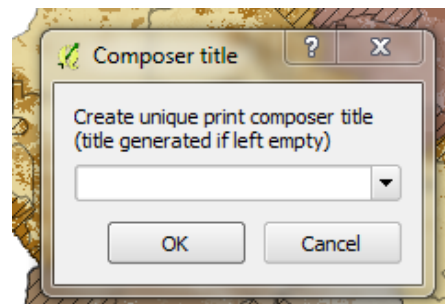 Composer title
Create unique print composer title
(title generated if left empty)
OK
Cancel